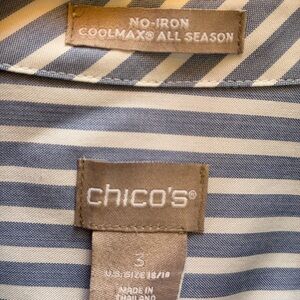 NO-IRON
COOLMAX® ALL SEASON
chico's®
3
U.S. SIZE 16/18
MADE IN
THAILAND